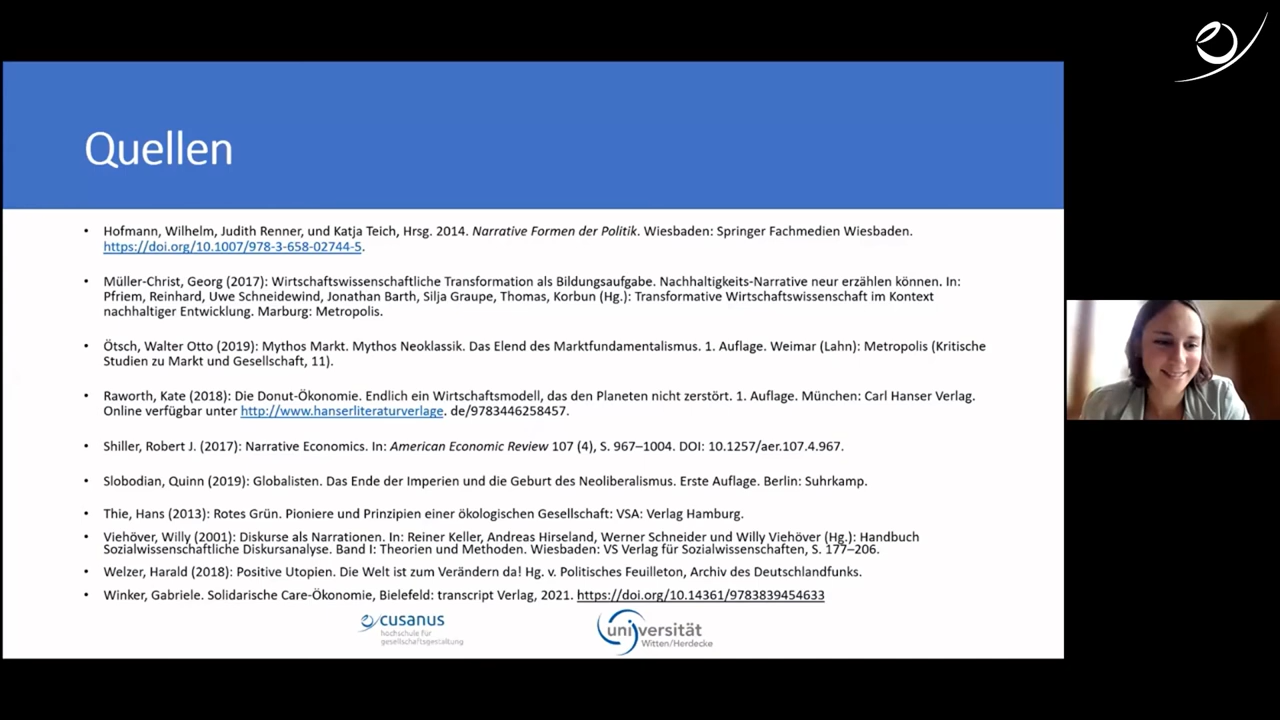 Quellen
• Hofmann, Wilhelm, Judith Renner, und Katja Teich, Hrsg. 2014. Narrative Formen der Politik. Wiesbaden: Springer Fachmedien Wiesbaden.
https://doi.org/10.1007/978-3-658-02744-5.
• Müller-Christ, Georg (2017): Wirtschaftswissenschaftliche Transformation als Bildungsaufgabe. Nachhaltigkeits-Narrative neur erzählen können. In:
Pfriem, Reinhard, Uwe Schneidewind, Jonathan Barth, Silja Graupe, Thomas, Korbun (Hg.): Transformative Wirtschaftswissenschaft im Kontext
nachhaltiger Entwicklung. Marburg: Metropolis.
• Ötsch, Walter Otto (2019): Mythos Markt. Mythos Neoklassik. Das Elend des Marktfundamentalismus. 1. Auflage. Weimar (Lahn): Metropolis (Kritische
Studien zu Markt und Gesellschaft, 11).
• Raworth, Kate (2018): Die Donut-Ökonomie. Endlich ein Wirtschaftsmodell, das den Planeten nicht zerstört. 1. Auflage. München: Carl Hanser Verlag.
Online verfügbar unter http://www.hanserliteraturverlage. de/9783446258457.
• Shiller, Robert J. (2017): Narrative Economics. In: American Economic Review 107 (4), S. 967–1004. DOI: 10.1257/aer.107.4.967.
• Slobodian, Quinn (2019): Globalisten. Das Ende der Imperien und die Geburt des Neoliberalismus. Erste Auflage. Berlin: Suhrkamp.
• Thie, Hans (2013): Rotes Grün. Pioniere und Prinzipien einer ökologischen Gesellschaft: VSA: Verlag Hamburg.
• Viehöver, Willy (2001): Diskurse als Narrationen. In: Reiner Keller, Andreas Hirseland, Werner Schneider und Willy Viehöver (Hg.): Handbuch
Sozialwissenschaftliche Diskursanalyse. Band I: Theorien und Methoden. Wiesbaden: VS Verlag für Sozialwissenschaften, S. 177–206.
• Welzer, Harald (2018): Positive Utopien. Die Welt ist zum Verändern da! Hg. v. Politisches Feuilleton, Archiv des Deutschlandfunks.
• Winker, Gabriele. Solidarische Care-Ökonomie, Bielefeld: transcript Verlag, 2021. https://doi.org/10.14361/9783839454633
cusanus
hochschule für
gesellschaftsgestaltung
universität
Witten/Herdecke